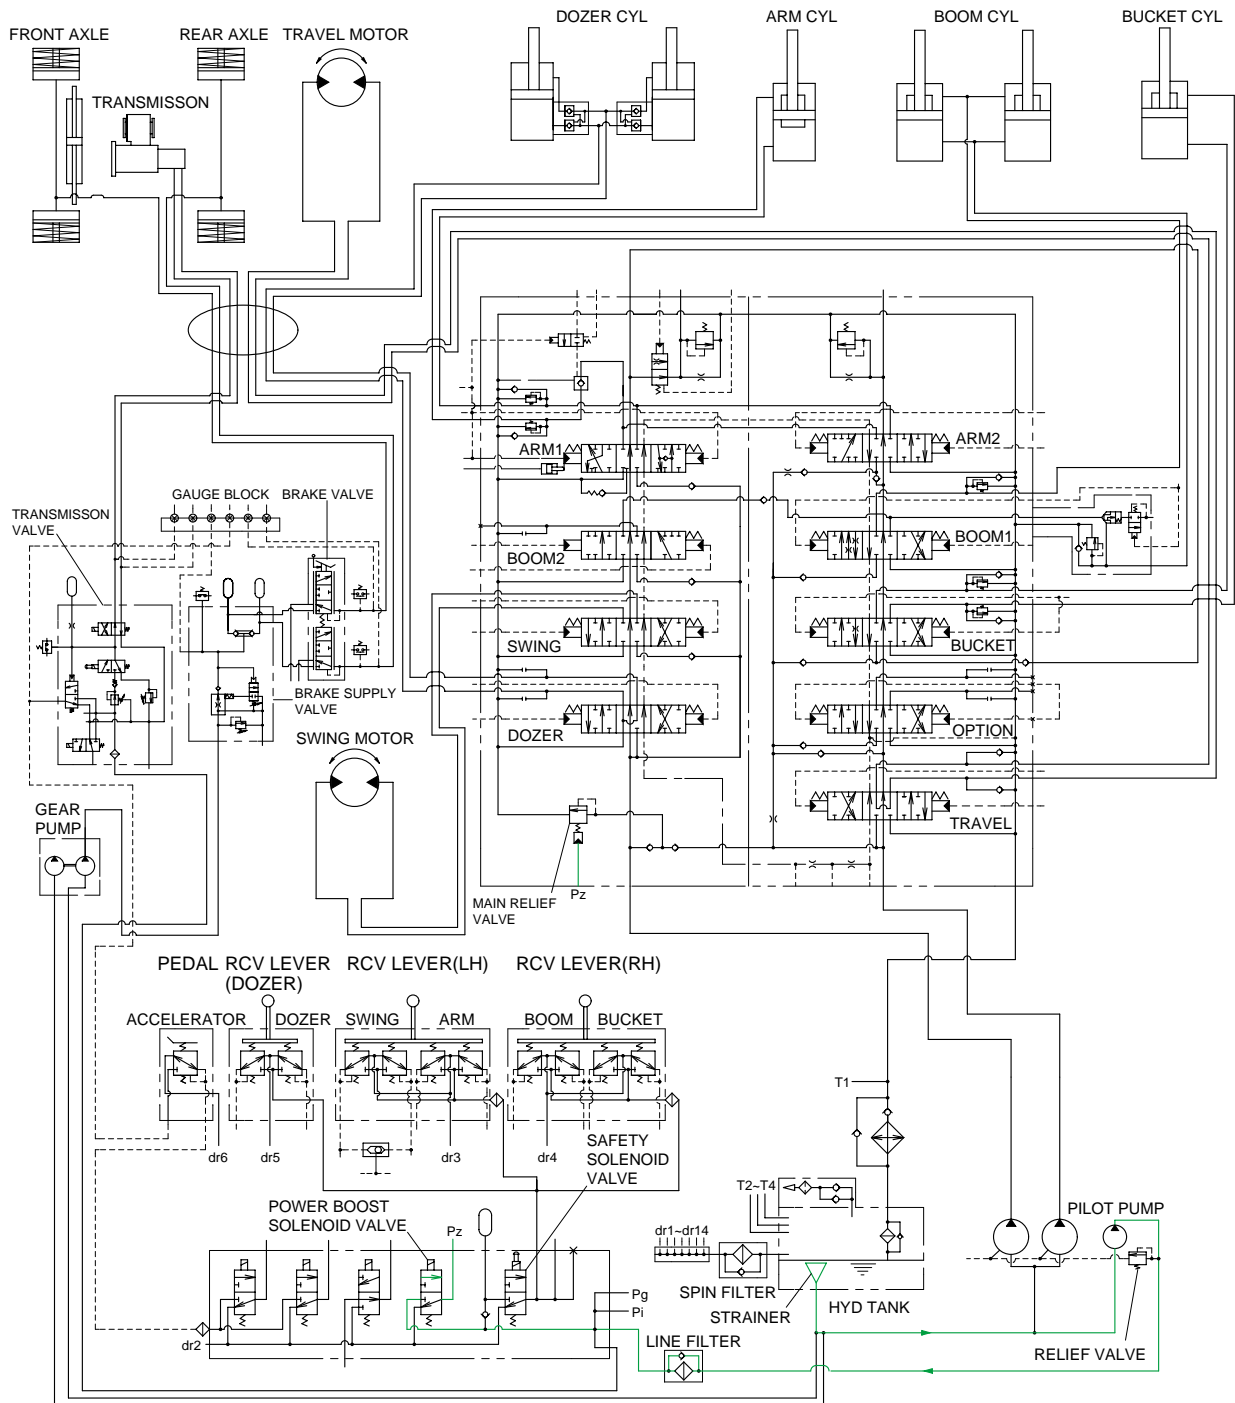 DOZER CYL
ARM CYL
BOOM CYL
BUCKET CYL
FRONT AXLE
REAR AXLE
TRAVEL MOTOR
TRANSMISSON
ARM1
ARM2
GAUGE BLOCK
BRAKE VALVE
TRANSMISSON
VALVE
BOOM2
BOOM1
SWING
BUCKET
BRAKE SUPPLY
VALVE
DOZER
OPTION
SWING MOTOR
GEAR
PUMP
TRAVEL
Pz
MAIN RELIEF
VALVE
PEDAL
RCV LEVER
(DOZER)
RCV LEVER(LH)
RCV LEVER(RH)
ACCELERATOR
DOZER
SWING
ARM
BOOM
BUCKET
T1
dr6
dr5
dr3
dr4
SAFETY
SOLENOID
VALVE
T2~T4
POWER BOOST
SOLENOID VALVE
Pz
PILOT PUMP
dr1~dr14
SPIN FILTER
STRAINER
HYD TANK
Pg
Pi
dr2
LINE FILTER
RELIEF VALVE